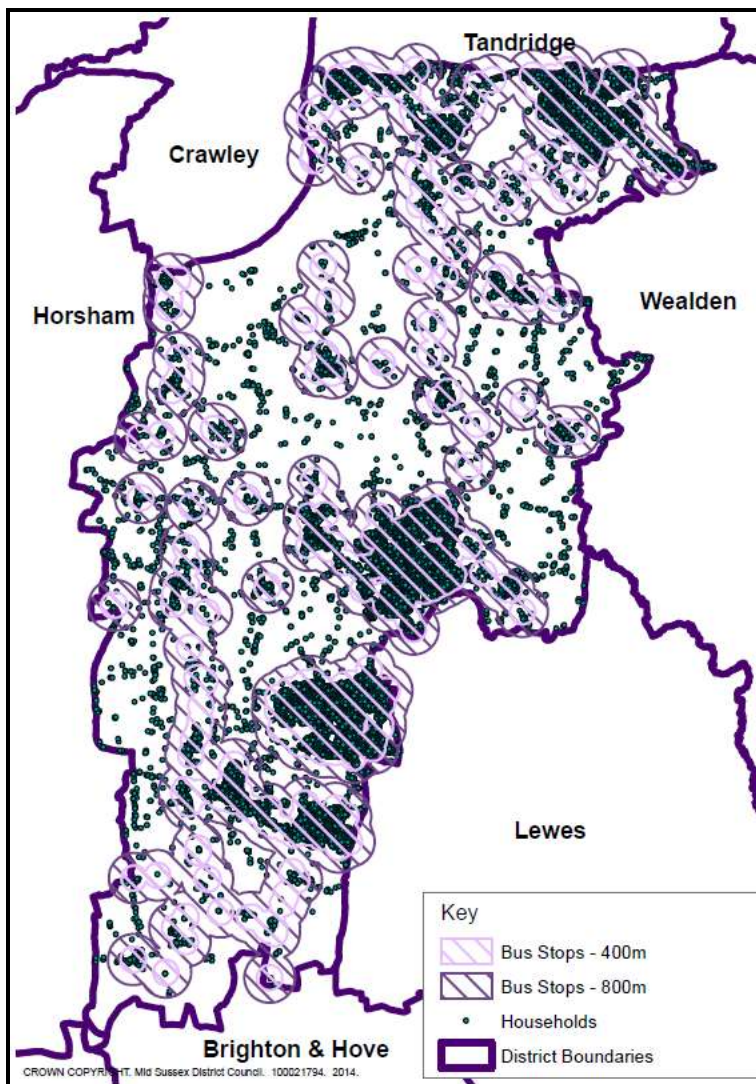 Tandridge
Crawley
Horsham
Wealden
Lewes
Key
Bus Stops - 400m
Bus Stops - 800m
Households
District Boundaries
Brighton & Hove
CROWN COPYRIGHT. Mid Sussex District Council. 100021794. 2014.